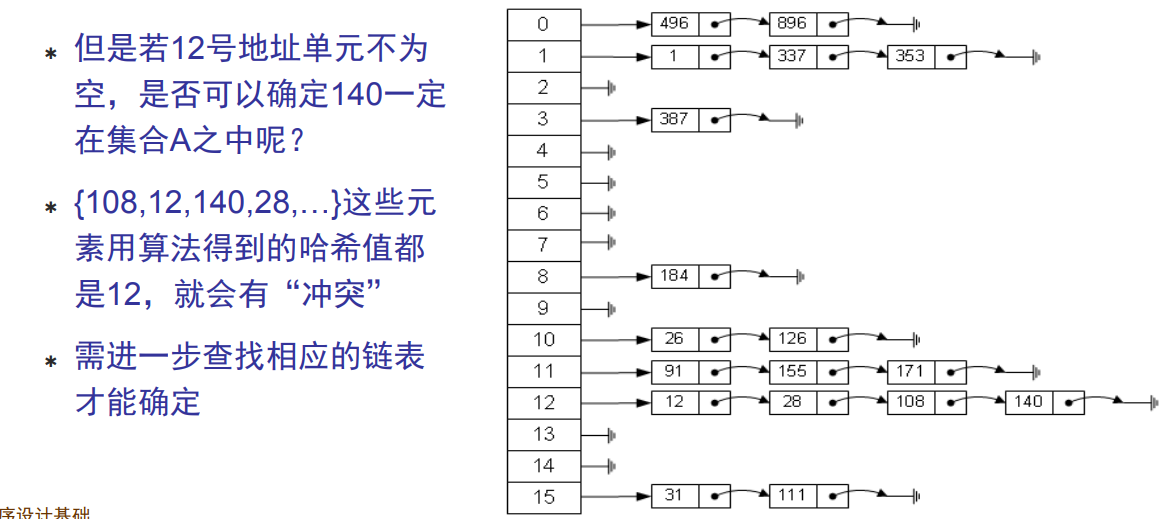 * 但是若12号地址单元不为
空，是否可以确定140一定
在集合A之中呢？
* {108,12,140,28,…}这些元
素用算法得到的哈希值都
是12，就会有“冲突”
* 需进一步查找相应的链表
才能确定
序设计基础
0 496 896
1 1 337 353
2
3 387
4
5
6
7
8 184
9
10 26 126
11 91 155 171
12 12 28 108 140
13
14
15 31 111